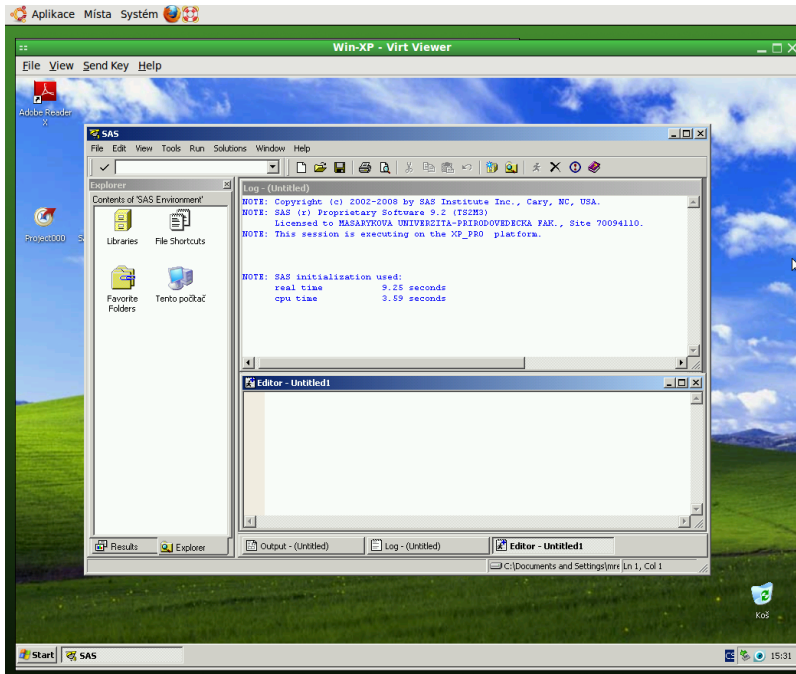 Aplikace Místa Systém
Win-XP - Virt Viewer
File View Send Key Help
Adobe Reader
X
SAS
File Edit View Tools Run Solutions Window Help
Explorer
Contents of 'SAS Environment'
Libraries File Shortcuts
Favorite
Folders
Tento počítač
Results Explorer
Log - (Untitled)
NOTE: Copyright (c) 2002-2008 by SAS Institute Inc., Cary, NC, USA.
NOTE: SAS (r) Proprietary Software 9.2 (TS2M3)
Licensed to MASARYKOVA UNIVERZITA-PRIRODOVEDECKA FAK., Site 70094110.
NOTE: This session is executing on the XP_PRO platform.
NOTE: SAS initialization used:
real time 9.25 seconds
cpu time 3.59 seconds
Editor - Untitled1
Output - (Untitled) Log - (Untitled) Editor - Untitled1
C:\Documents and Settings\mre Ln 1, Col 1
Project000 S
Koš
Start SAS CS 15:31